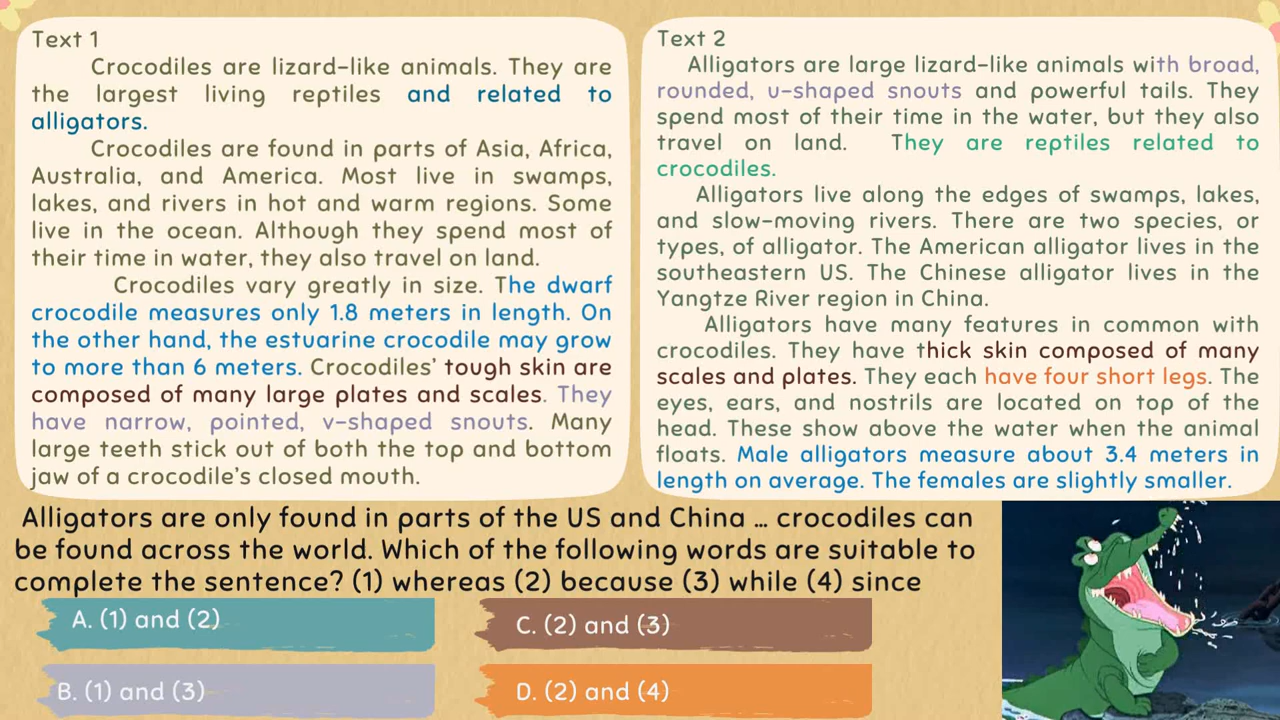 Text 1
Crocodiles are lizard-like animals. They are
the largest living reptiles and related to
alligators.
Crocodiles are found in parts of Asia, Africa,
Australia, and America. Most live in swamps,
lakes, and rivers in hot and warm regions. Some
live in the ocean. Although they spend most of
their time in water, they also travel on land.
Crocodiles vary greatly in size. The dwarf
crocodile measures only 1.8 meters in length. On
the other hand, the estuarine crocodile may grow
to more than 6 meters. Crocodiles’ tough skin are
composed of many large plates and scales. They
have narrow, pointed, v-shaped snouts. Many
large teeth stick out of both the top and bottom
jaw of a crocodile’s closed mouth.
Text 2
Alligators are large lizard-like animals with broad,
rounded, u-shaped snouts and powerful tails. They
spend most of their time in the water, but they also
travel on land. They are reptiles related to
crocodiles.
Alligators live along the edges of swamps, lakes,
and slow-moving rivers. There are two species, or
types, of alligator. The American alligator lives in the
southeastern US. The Chinese alligator lives in the
Yangtze River region in China.
Alligators have many features in common with
crocodiles. They have thick skin composed of many
scales and plates. They each have four short legs. The
eyes, ears, and nostrils are located on top of the
head. These show above the water when the animal
floats. Male alligators measure about 3.4 meters in
length on average. The females are slightly smaller.
Alligators are only found in parts of the US and China ... crocodiles can
be found across the world. Which of the following words are suitable to
complete the sentence? (1) whereas (2) because (3) while (4) since
A. (1) and (2)
C. (2) and (3)
B. (1) and (3)
D. (2) and (4)